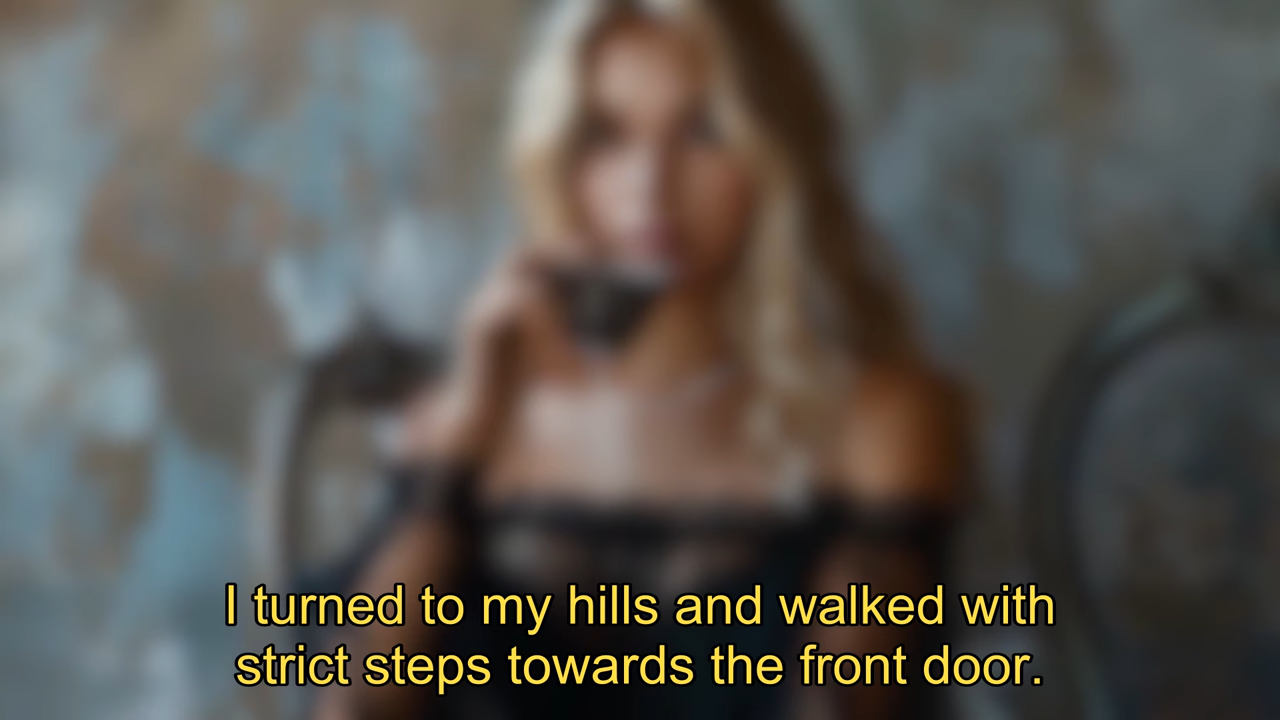 I turned to my hills and walked with
strict steps towards the front door.